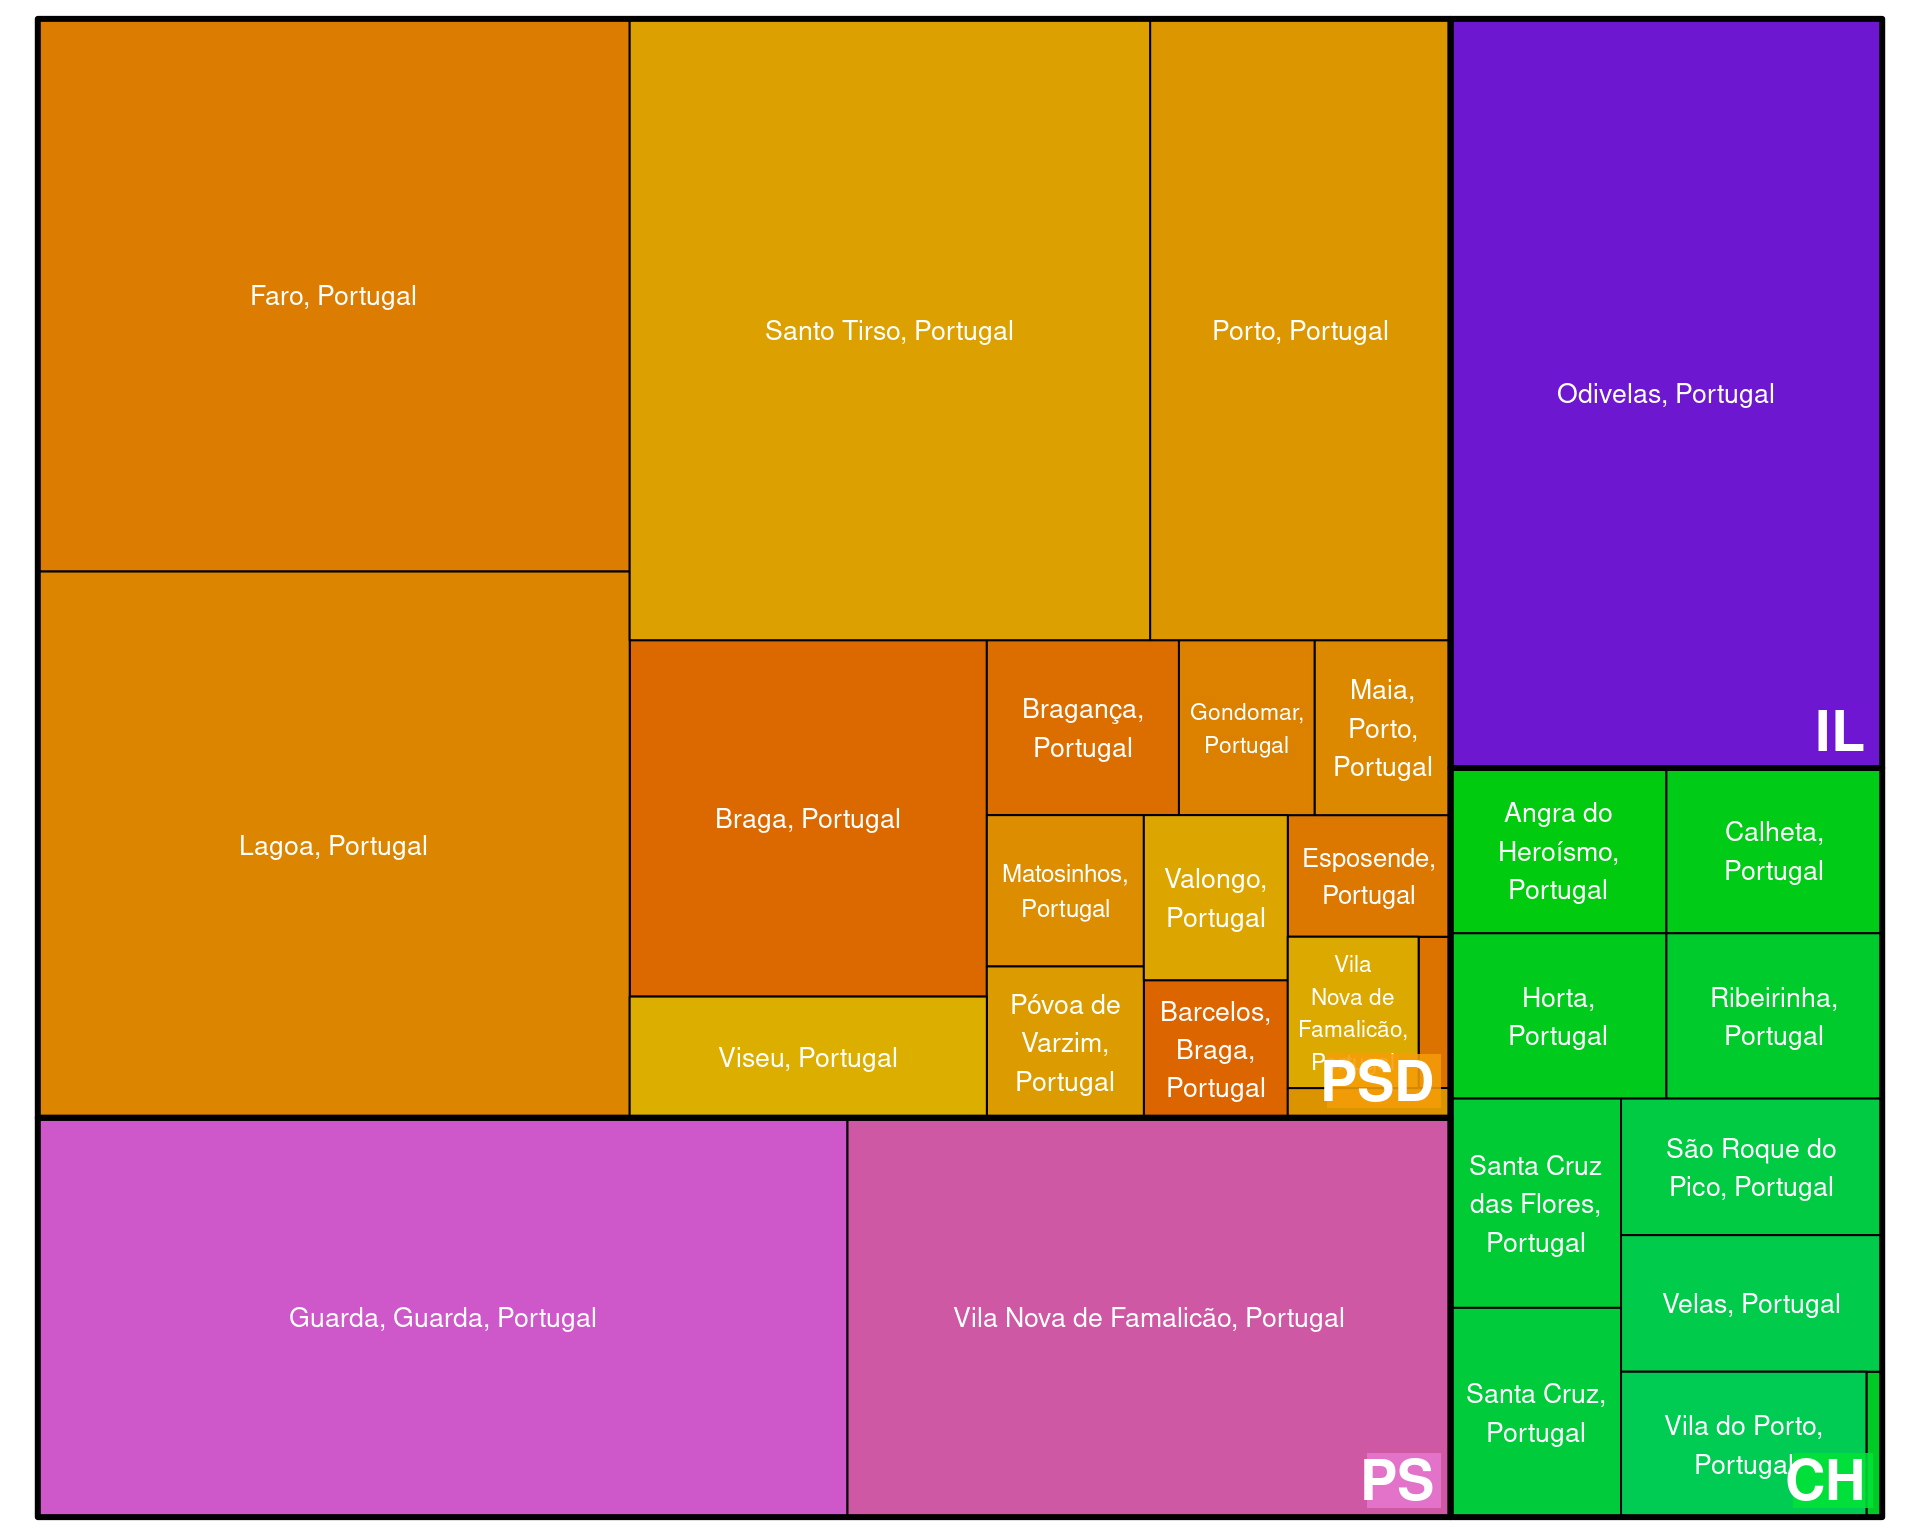 Faro, Portugal
Santo Tirso, Portugal
Porto, Portugal
Odivelas, Portugal
IL
Lagoa, Portugal
Braga, Portugal
Bragança,
Portugal
Gondomar,
Portugal
Maia,
Porto,
Portugal
Matosinhos,
Portugal
Valongo,
Portugal
Esposende,
Portugal
Vila
Nova de
Famalicão,
Viseu, Portugal
Póvoa de
Varzim,
Portugal
Barcelos,
Braga,
Portugal
PSD
Angra do
Heroísmo,
Portugal
Calheta,
Portugal
Horta,
Portugal
Ribeirinha,
Portugal
Guarda, Guarda, Portugal
Vila Nova de Famalicão, Portugal
PS
Santa Cruz
das Flores,
Portugal
São Roque do
Pico, Portugal
Velas, Portugal
Santa Cruz,
Portugal
Vila do Porto,
Portugal
CH